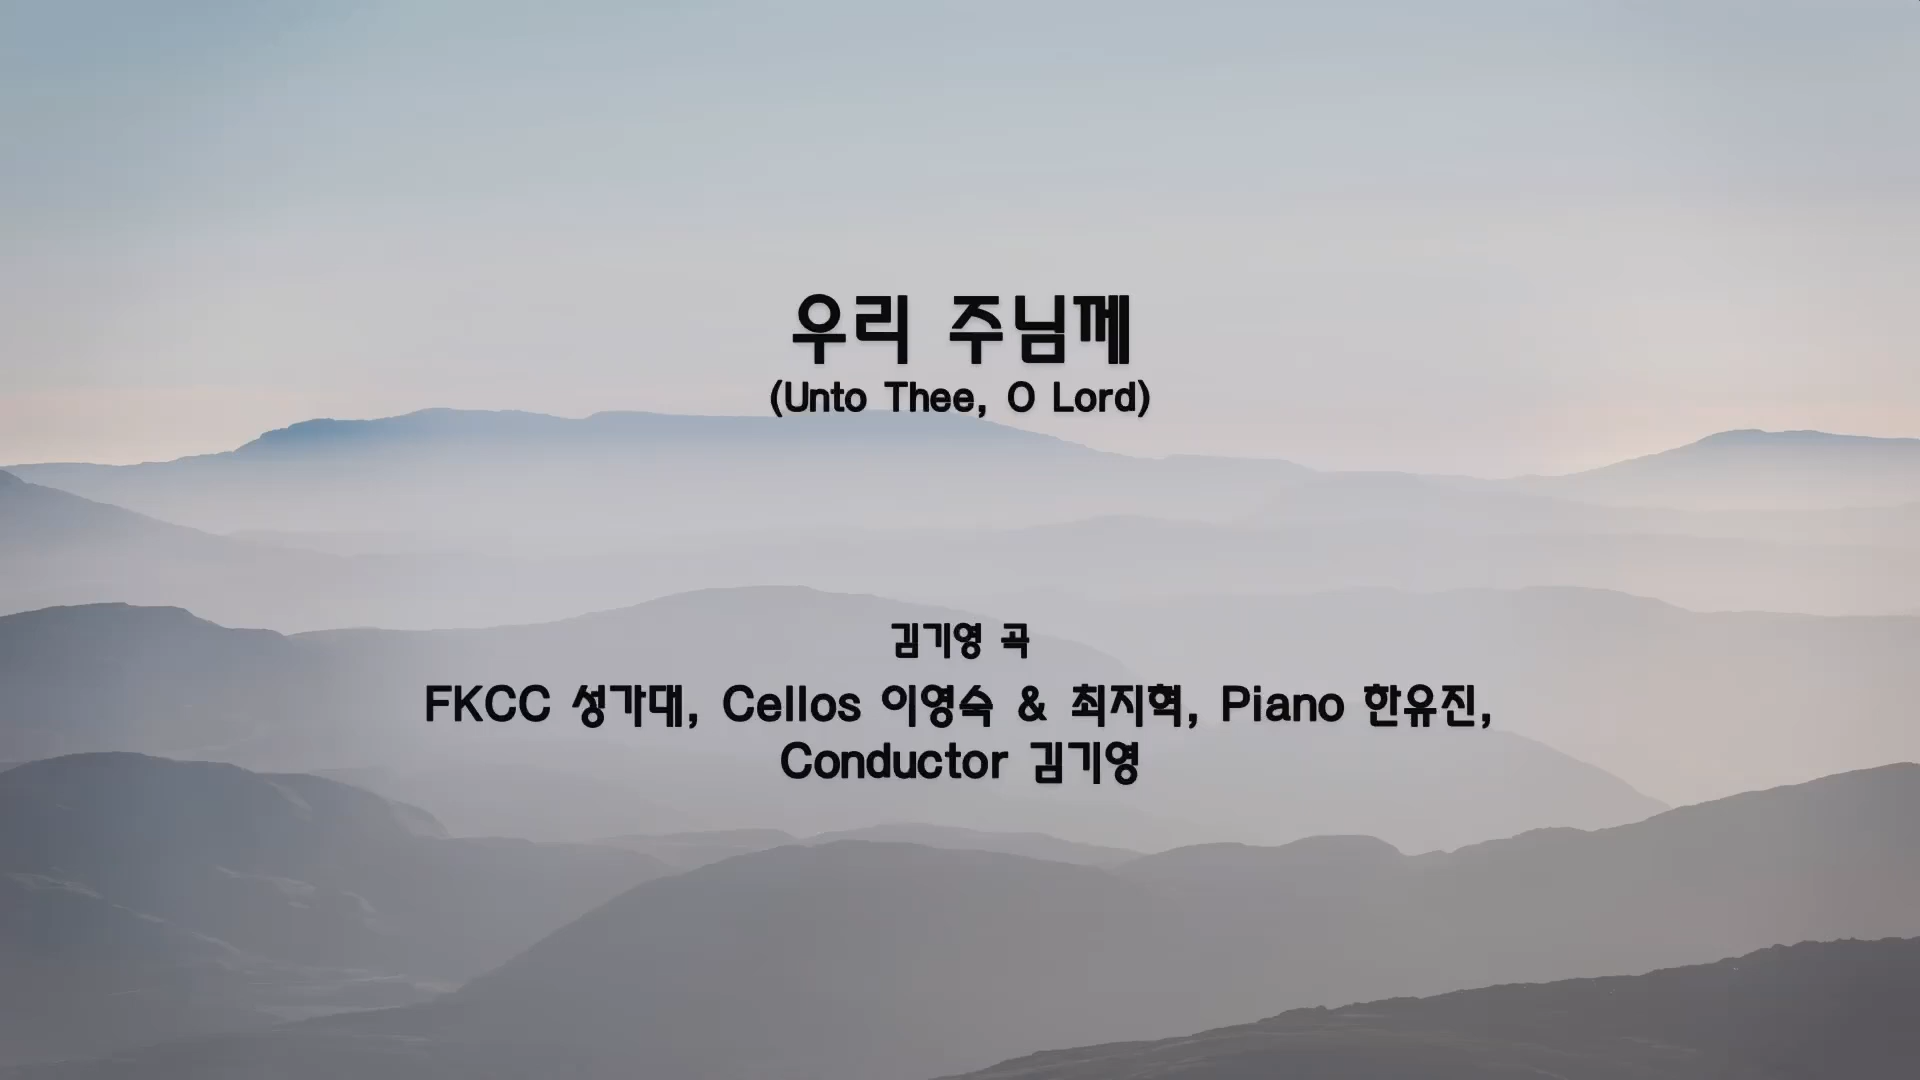 우리 주님께
(Unto Thee, O Lord)
김기영 곡
FKCC 성가대, Cellos 이영숙 & 최지혁, Piano 한유진,
Conductor 김기영